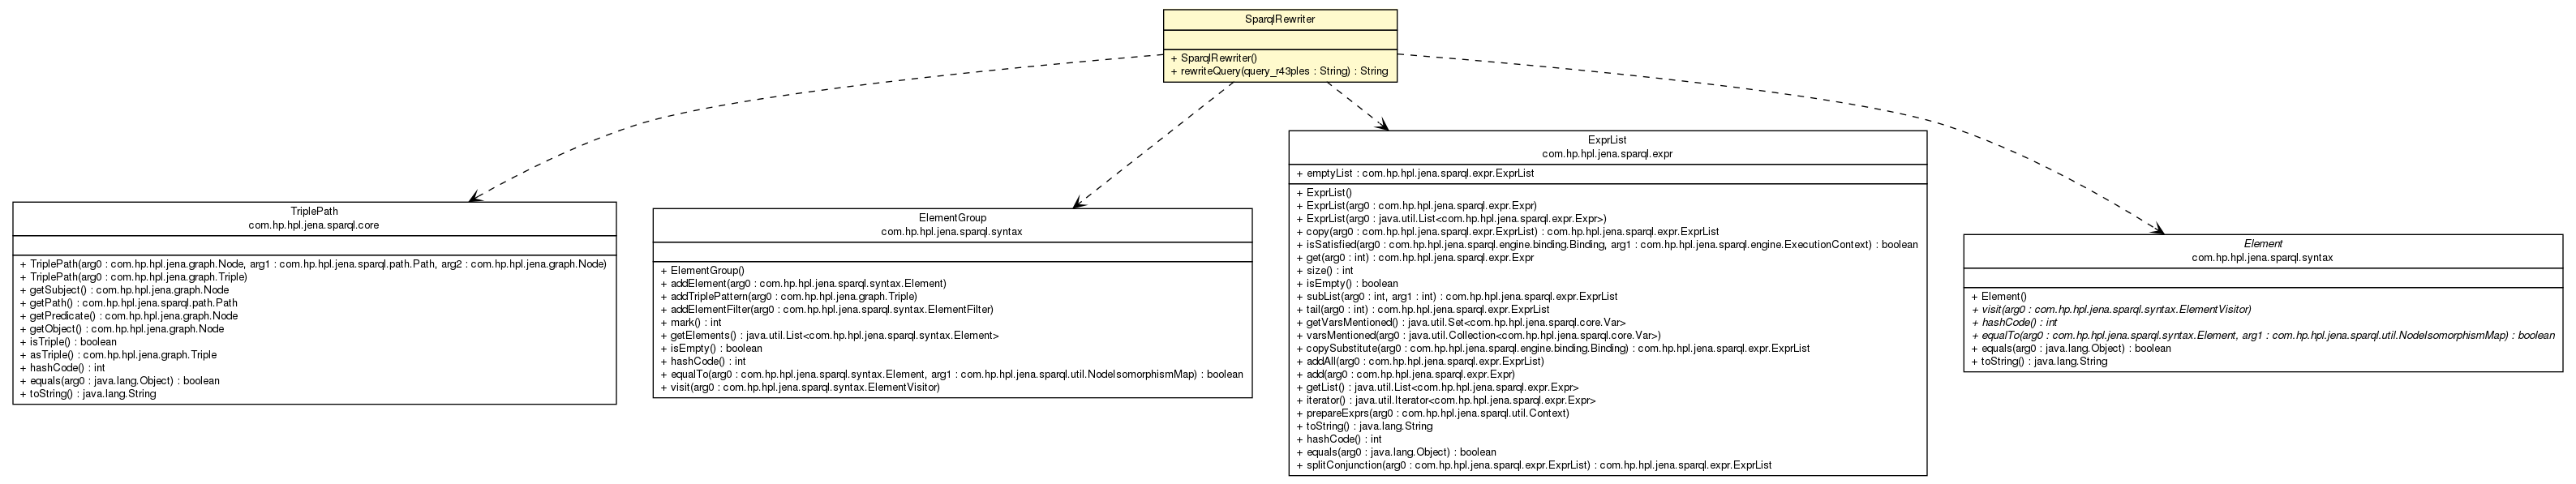 SparqlRewriter
+ SparqlRewriter()
+ rewriteQuery(query_r43ples : String) : String
TriplePath
com.hp.hpl.jena.sparql.core
+ TriplePath(arg0 : com.hp.hpl.jena.graph.Node, arg1 : com.hp.hpl.jena.sparql.path.Path, arg2 : com.hp.hpl.jena.graph.Node)
+ TriplePath(arg0 : com.hp.hpl.jena.graph.Triple)
+ getSubject() : com.hp.hpl.jena.graph.Node
+ getPath() : com.hp.hpl.jena.sparql.path.Path
+ getPredicate() : com.hp.hpl.jena.graph.Node
+ getObject() : com.hp.hpl.jena.graph.Node
+ isTriple() : boolean
+ asTriple() : com.hp.hpl.jena.graph.Triple
+ hashCode() : int
+ equals(arg0 : java.lang.Object) : boolean
+ toString() : java.lang.String
ElementGroup
com.hp.hpl.jena.sparql.syntax
+ ElementGroup()
+ addElement(arg0 : com.hp.hpl.jena.sparql.syntax.Element)
+ addTriplePattern(arg0 : com.hp.hpl.jena.graph.Triple)
+ addElementFilter(arg0 : com.hp.hpl.jena.sparql.syntax.ElementFilter)
+ mark() : int
+ getElements() : java.util.List<com.hp.hpl.jena.sparql.syntax.Element>
+ isEmpty() : boolean
+ hashCode() : int
+ equalTo(arg0 : com.hp.hpl.jena.sparql.syntax.Element, arg1 : com.hp.hpl.jena.sparql.util.NodeIsomorphismMap) : boolean
+ visit(arg0 : com.hp.hpl.jena.sparql.syntax.ElementVisitor)
ExprList
com.hp.hpl.jena.sparql.expr
+ emptyList : com.hp.hpl.jena.sparql.expr.ExprList
+ ExprList()
+ ExprList(arg0 : com.hp.hpl.jena.sparql.expr.Expr)
+ ExprList(arg0 : java.util.List<com.hp.hpl.jena.sparql.expr.Expr>)
+ copy(arg0 : com.hp.hpl.jena.sparql.expr.ExprList) : com.hp.hpl.jena.sparql.expr.ExprList
+ isSatisfied(arg0 : com.hp.hpl.jena.sparql.engine.binding.Binding, arg1 : com.hp.hpl.jena.sparql.engine.ExecutionContext) : boolean
+ get(arg0 : int) : com.hp.hpl.jena.sparql.expr.Expr
+ size() : int
+ isEmpty() : boolean
+ subList(arg0 : int, arg1 : int) : com.hp.hpl.jena.sparql.expr.ExprList
+ tail(arg0 : int) : com.hp.hpl.jena.sparql.expr.ExprList
+ getVarsMentioned() : java.util.Set<com.hp.hpl.jena.sparql.core.Var>
+ varsMentioned(arg0 : java.util.Collection<com.hp.hpl.jena.sparql.core.Var>)
+ copySubstitute(arg0 : com.hp.hpl.jena.sparql.engine.binding.Binding) : com.hp.hpl.jena.sparql.expr.ExprList
+ addAll(arg0 : com.hp.hpl.jena.sparql.expr.ExprList)
+ add(arg0 : com.hp.hpl.jena.sparql.expr.Expr)
+ getList() : java.util.List<com.hp.hpl.jena.sparql.expr.Expr>
+ iterator() : java.util.Iterator<com.hp.hpl.jena.sparql.expr.Expr>
+ prepareExprs(arg0 : com.hp.hpl.jena.sparql.util.Context)
+ toString() : java.lang.String
+ hashCode() : int
+ equals(arg0 : java.lang.Object) : boolean
+ splitConjunction(arg0 : com.hp.hpl.jena.sparql.expr.ExprList) : com.hp.hpl.jena.sparql.expr.ExprList
Element
com.hp.hpl.jena.sparql.syntax
+ Element()
+ visit(arg0 : com.hp.hpl.jena.sparql.syntax.ElementVisitor)
+ hashCode() : int
+ equalTo(arg0 : com.hp.hpl.jena.sparql.syntax.Element, arg1 : com.hp.hpl.jena.sparql.util.NodeIsomorphismMap) : boolean
+ equals(arg0 : java.lang.Object) : boolean
+ toString() : java.lang.String